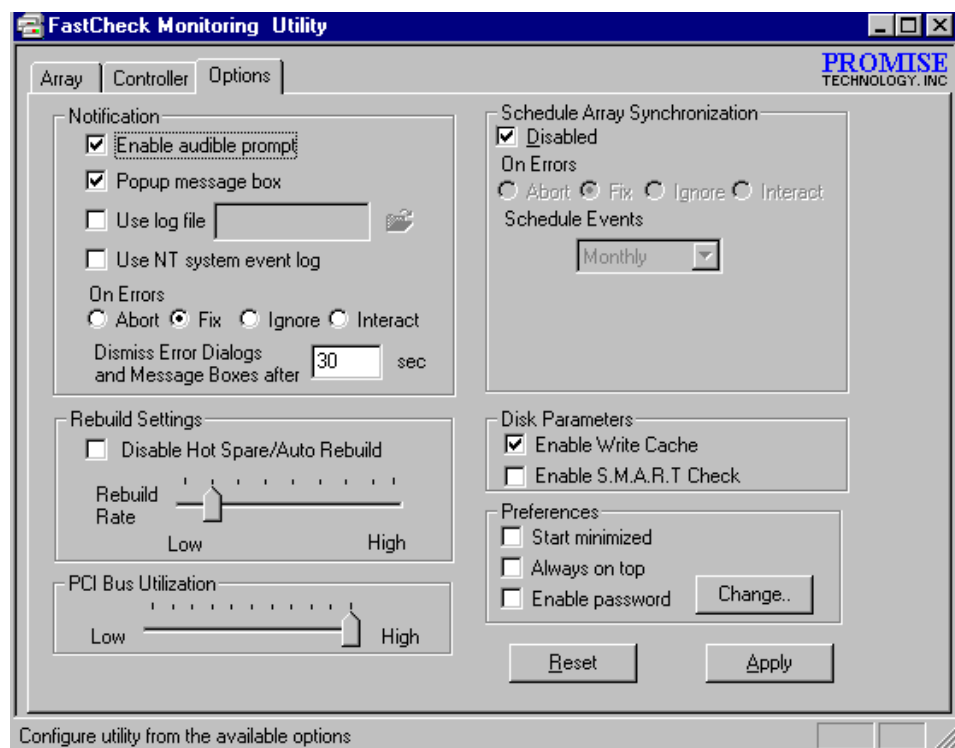 FastCheck Monitoring Utility
Array
Controller
Options
PROMISE
TECHNOLOGY, INC
Notification
Enable audible prompt
Popup message box
Use log file
Use NT system event log
On Errors
Abort Fix Ignore Interact
Dismiss Error Dialogs
and Message Boxes after 30 sec
Schedule Array Synchronization
Disabled
On Errors
Abort Fix Ignore Interact
Schedule Events
Monthly
Rebuild Settings
Disable Hot Spare/Auto Rebuild
Rebuild
Rate
Low High
Disk Parameters
Enable Write Cache
Enable S.M.A.R.T Check
PCI Bus Utilization
Low High
Preferences
Start minimized
Always on top
Enable password Change..
Reset Apply
Configure utility from the available options